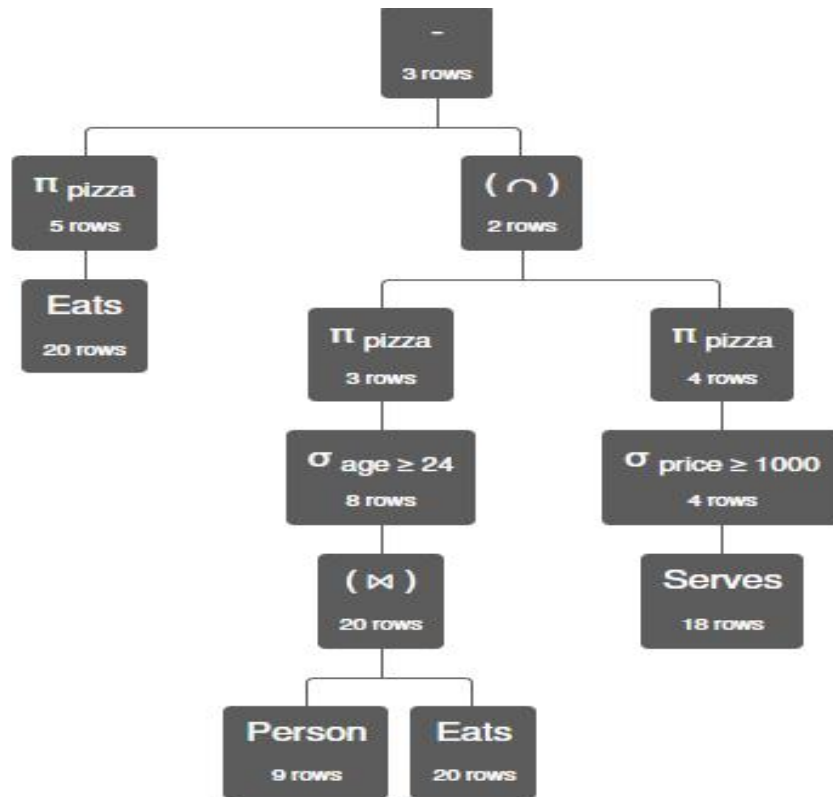 -
3 rows
π pizza
5 rows
( ∩ )
2 rows
Eats
20 rows
π pizza
3 rows
π pizza
4 rows
σ age ≥ 24
8 rows
σ price ≥ 1000
4 rows
( ⋈ )
20 rows
Serves
18 rows
Person
9 rows
Eats
20 rows